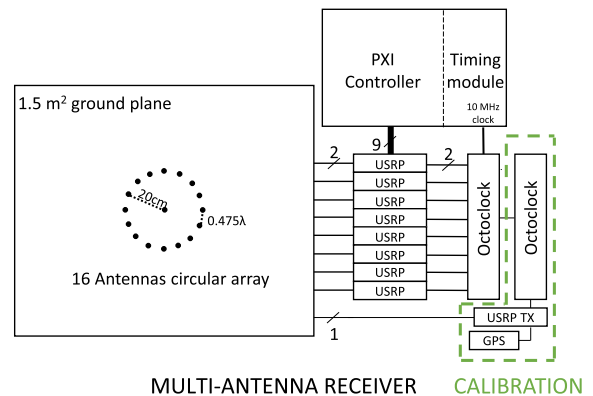 PXI
Controller
Timing
module
10 MHz
clock
1.5 m² ground plane
20cm
0.475λ
16 Antennas circular array
2
9
2
USRP
USRP
USRP
USRP
USRP
USRP
USRP
USRP
Octoclock
Octoclock
1
USRP TX
GPS
MULTI-ANTENNA RECEIVER
CALIBRATION